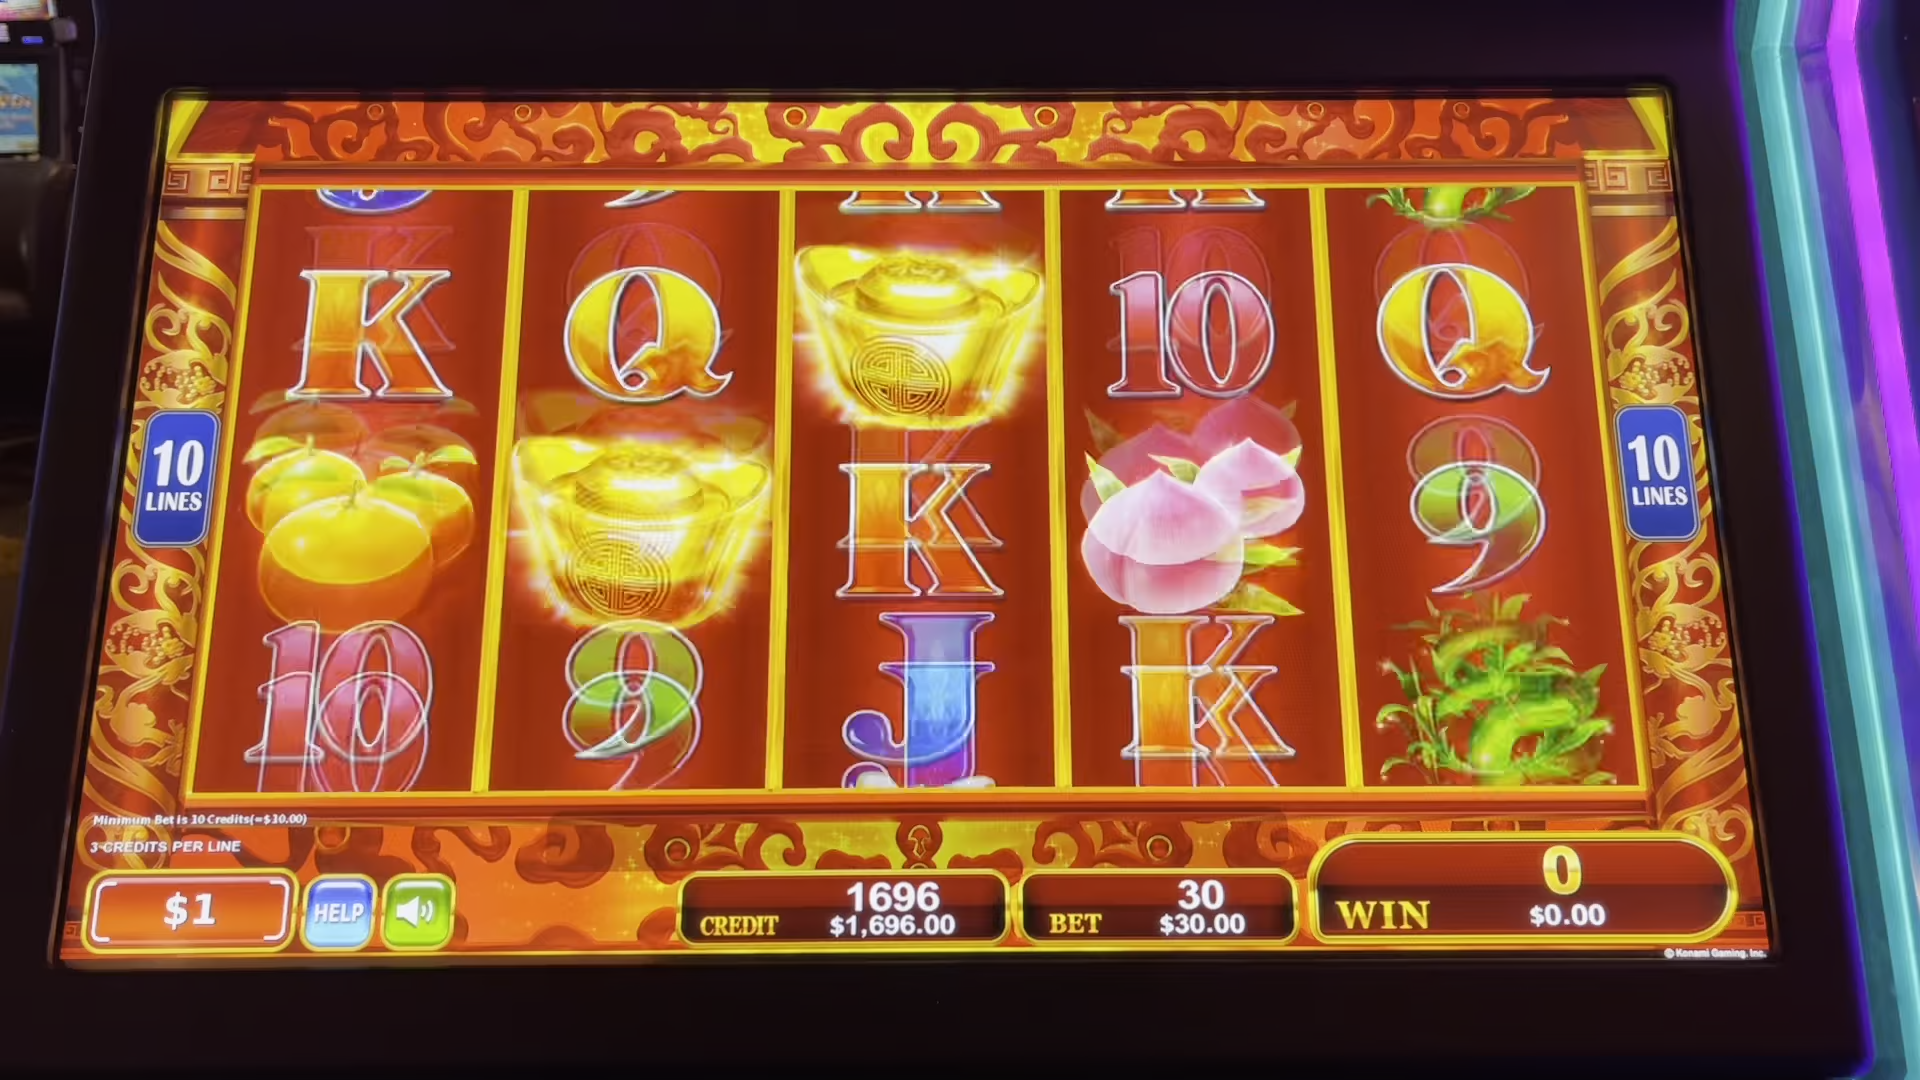 K Q 10 Q
10 LINES
K 9
10 LINES
10 9 J K
Minimum Bet is 10 Credits(=$10.00)
3 CREDITS PER LINE
$1
HELP
CREDIT
1696
$1,696.00
BET
30
$30.00
WIN
0
$0.00
© Konami Gaming, Inc.